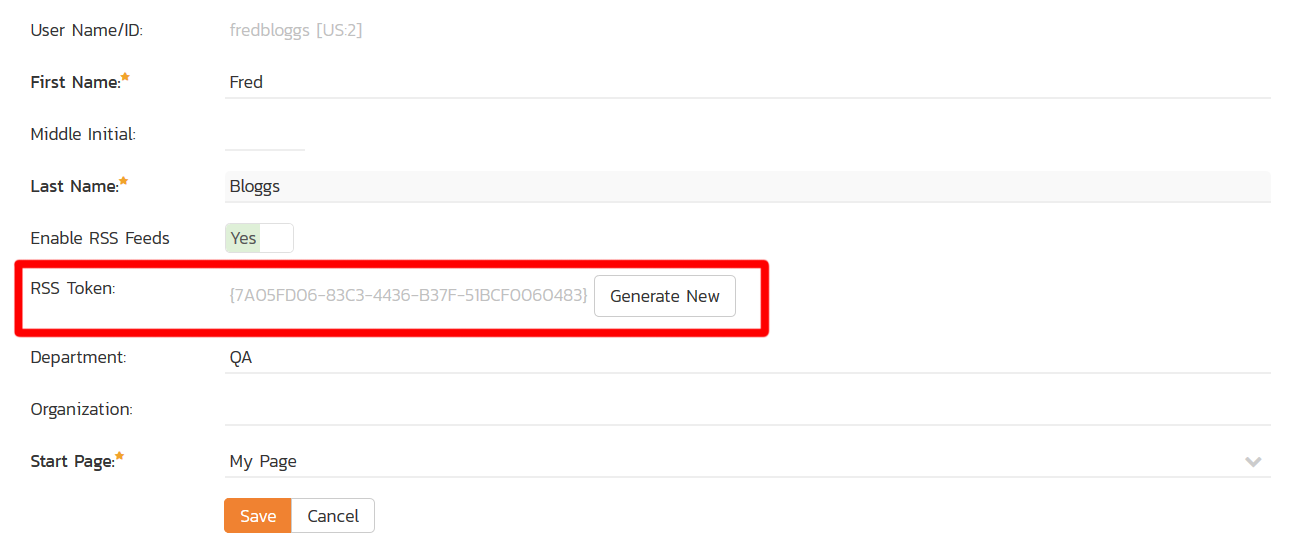 User Name/ID: fredbloggs [US:2]
First Name:* Fred
Middle Initial:
Last Name:* Bloggs
Enable RSS Feeds Yes
RSS Token: {7A05FD06-83C3-4436-B37F-51BCF0060483} Generate New
Department: QA
Organization:
Start Page:* My Page
Save Cancel